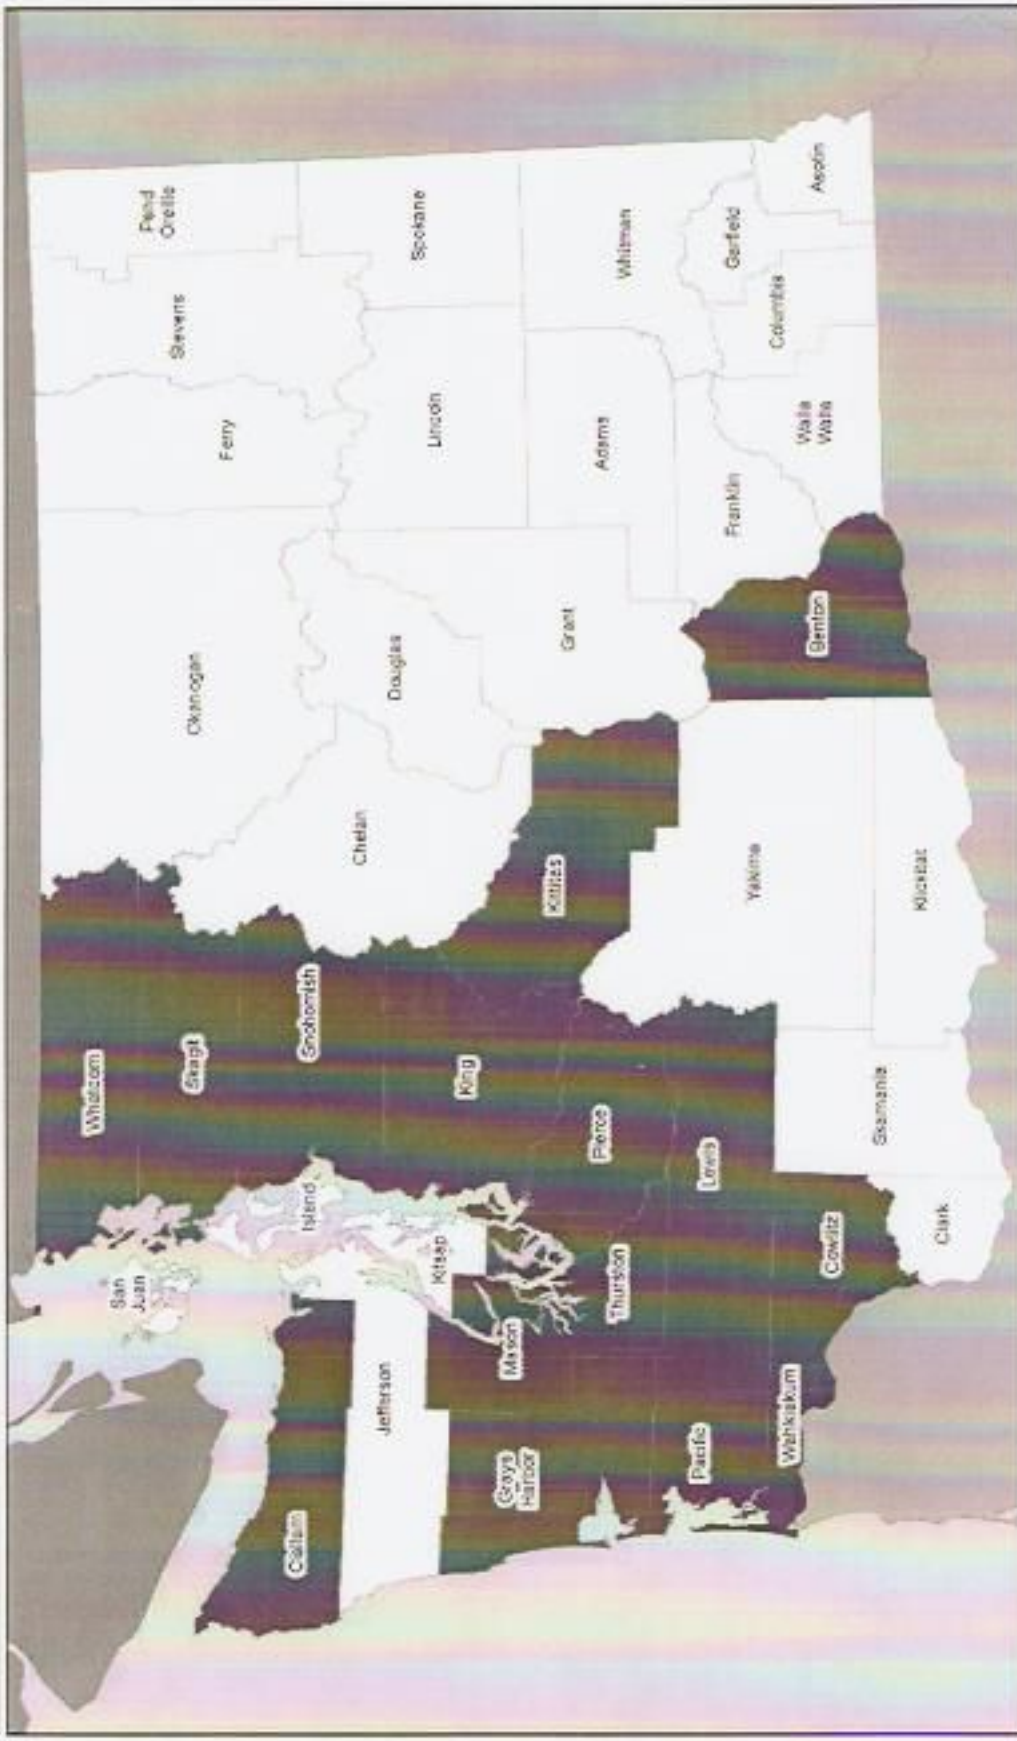 Whatcom
San
Juan
Skagit
Island
Snohomish
Clallam
Jefferson
Kitsap
King
Mason
Grays
Harbor
Thurston
Pierce
Pacific
Lewis
Wahkiakum
Cowlitz
Clark
Skamania
Okanogan
Chelan
Douglas
Kittitas
Grant
Yakima
Klickitat
Benton
Ferry
Stevens
Pend
Oreille
Lincoln
Spokane
Adams
Whitman
Franklin
Walla
Walla
Columbia
Garfield
Asotin